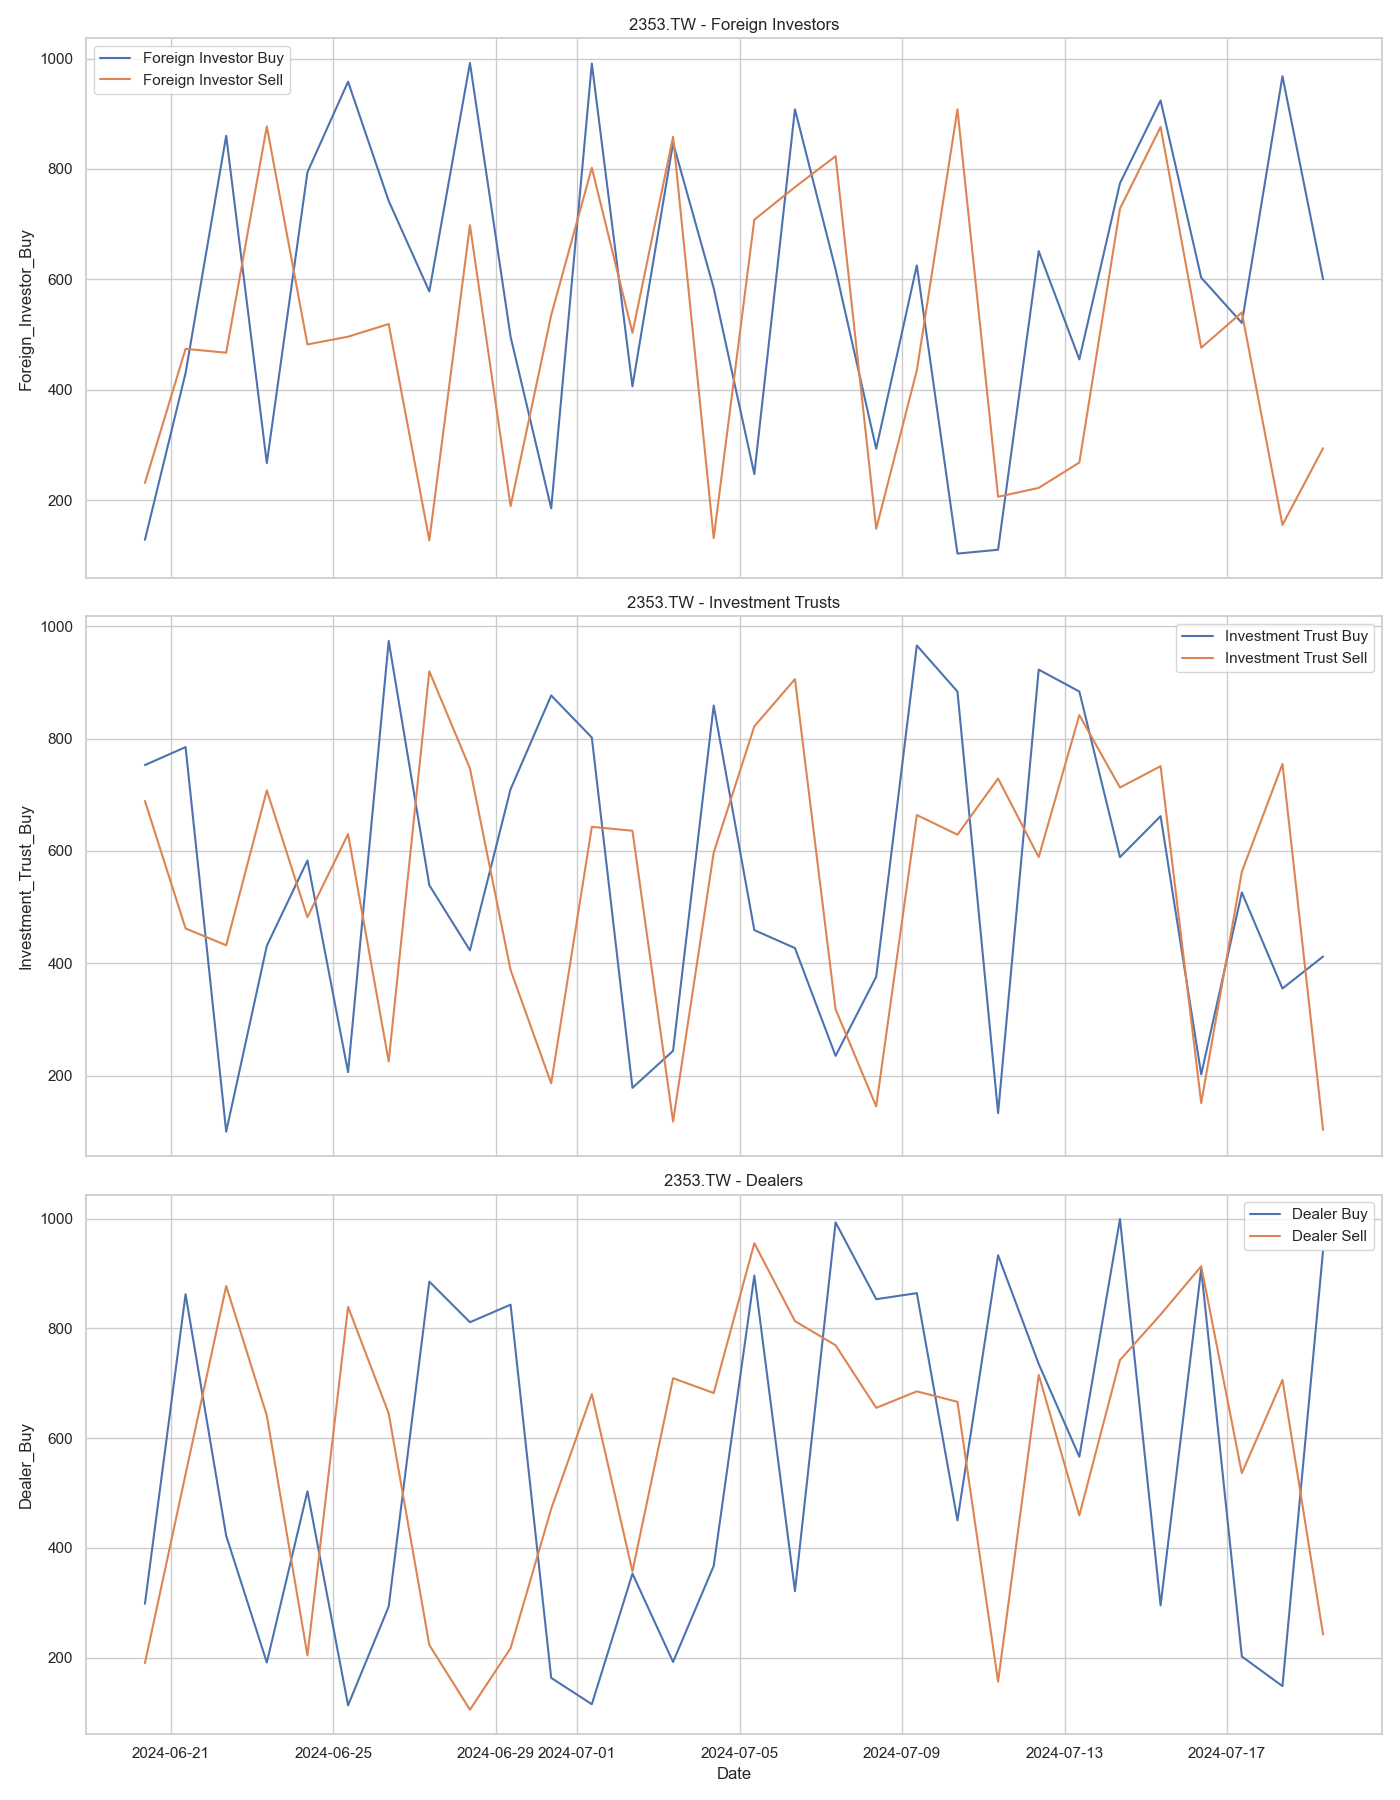 2353.TW - Foreign Investors
Foreign Investor Buy
Foreign Investor Sell
1000
800
600
400
200
Foreign_Investor_Buy
2353.TW - Investment Trusts
Investment Trust Buy
Investment Trust Sell
1000
800
600
400
200
Investment_Trust_Buy
2353.TW - Dealers
Dealer Buy
Dealer Sell
1000
800
600
400
200
Dealer_Buy
2024-06-21 2024-06-25 2024-06-29 2024-07-01 2024-07-05 2024-07-09 2024-07-13 2024-07-17
Date